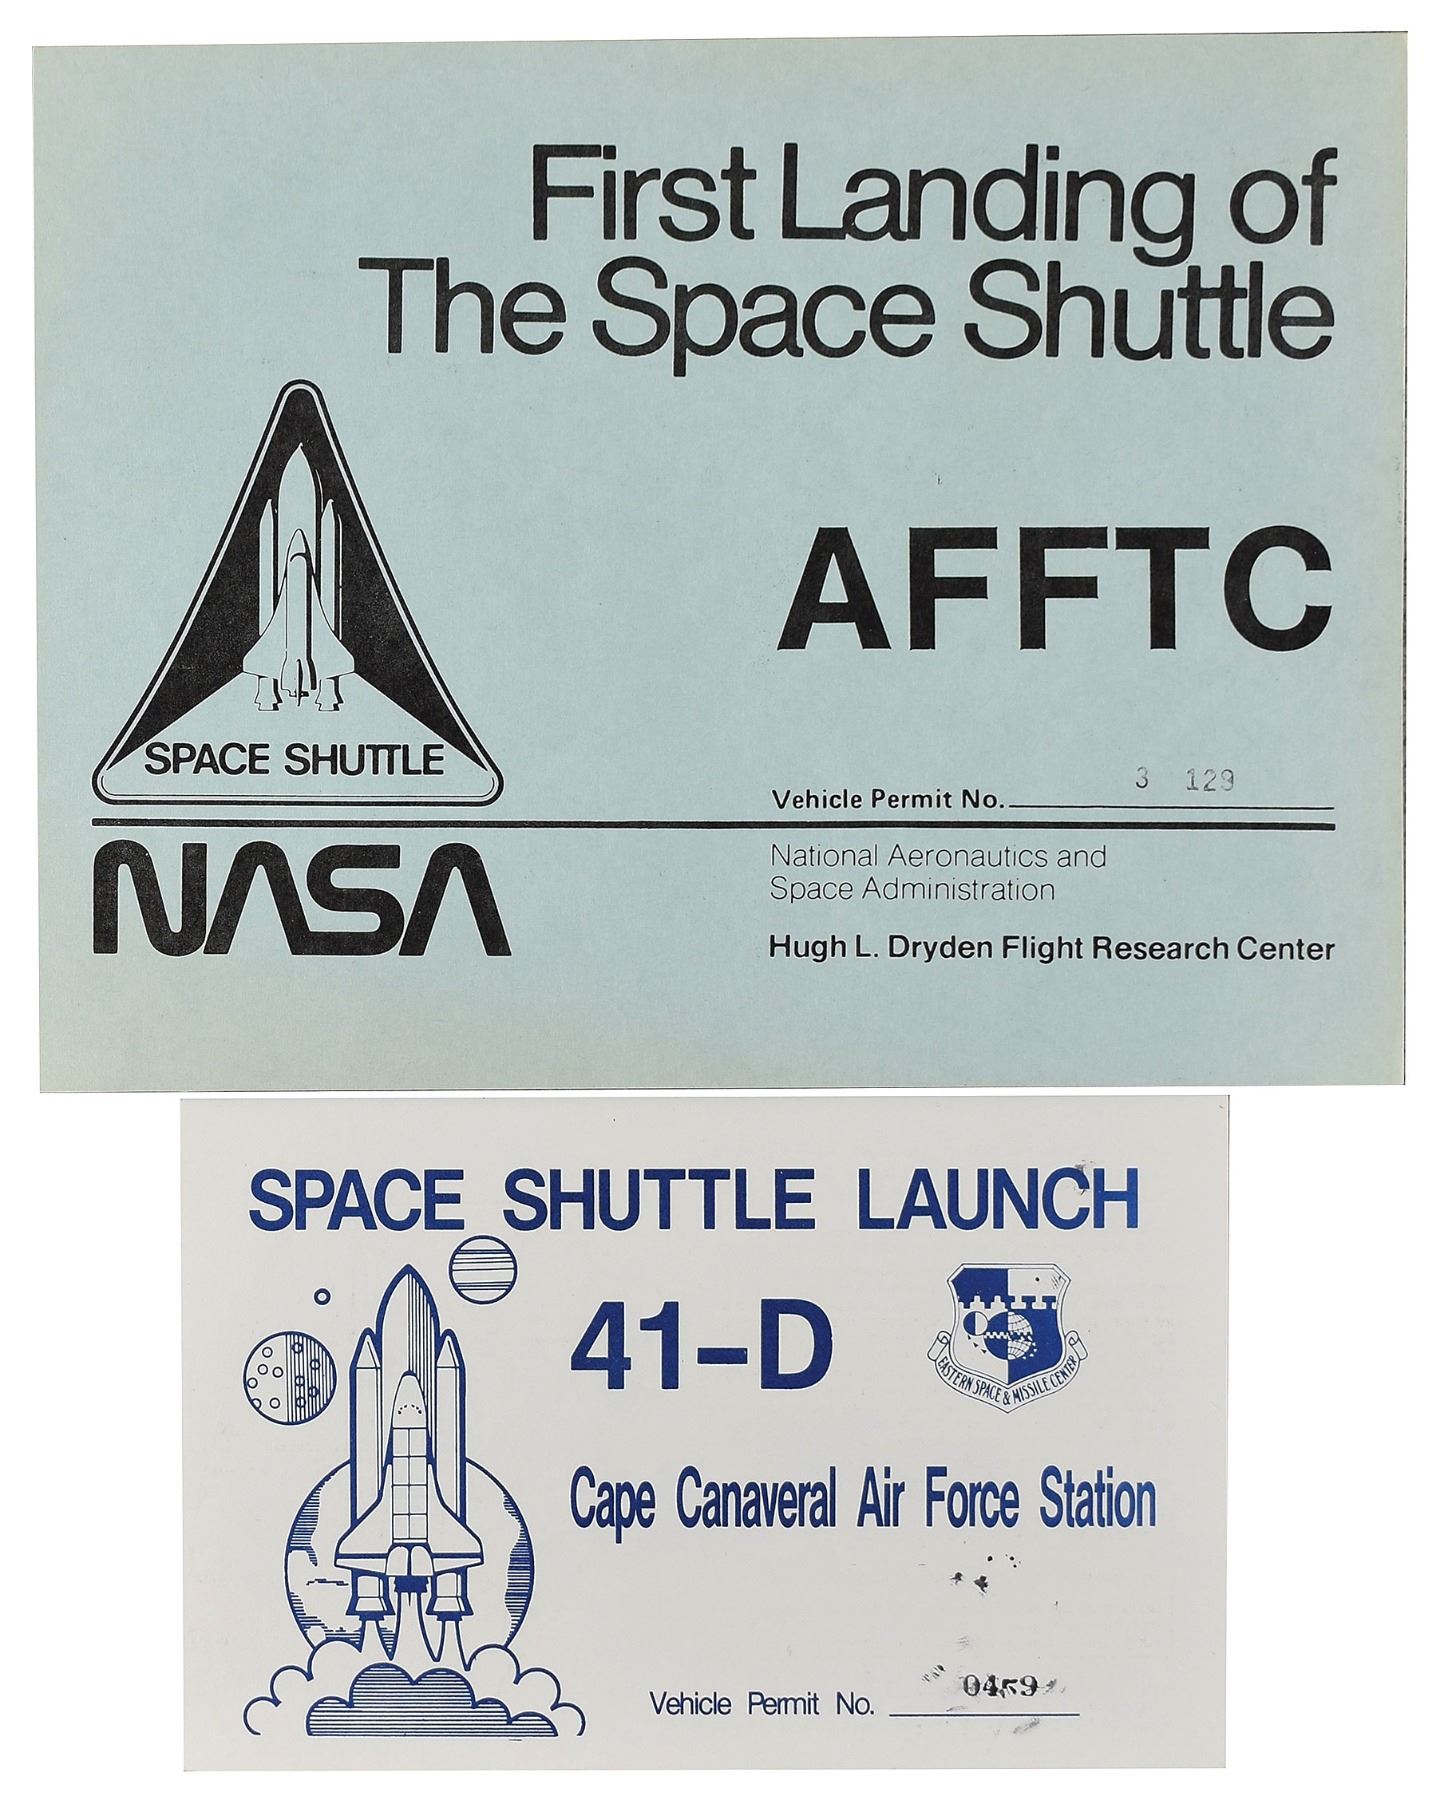 First Landing of
The Space Shuttle
AFFTC
SPACE SHUTTLE
Vehicle Permit No. 3 129
NASA
National Aeronautics and
Space Administration
Hugh L. Dryden Flight Research Center
SPACE SHUTTLE LAUNCH
41-D
EASTERN SPACE & MISSILE CENTER
Cape Canaveral Air Force Station
Vehicle Permit No.